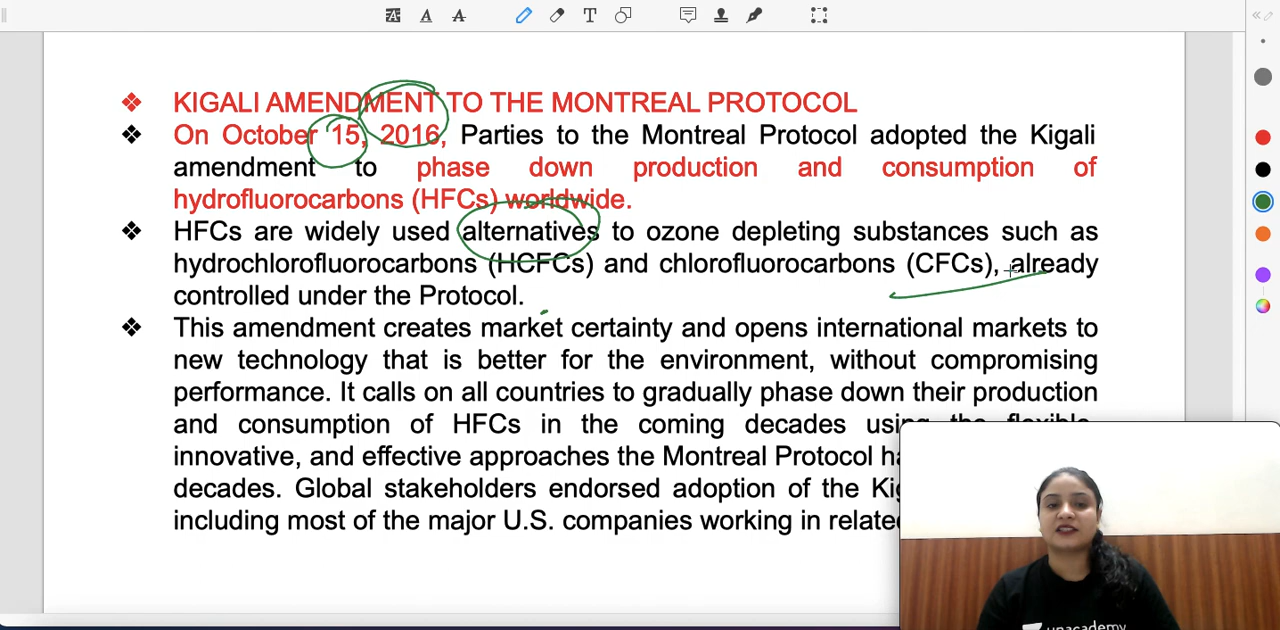 ❖ KIGALI AMENDMENT TO THE MONTREAL PROTOCOL
❖ On October 15, 2016, Parties to the Montreal Protocol adopted the Kigali
amendment to phase down production and consumption of
hydrofluorocarbons (HFCs) worldwide.
❖ HFCs are widely used alternatives to ozone depleting substances such as
hydrochlorofluorocarbons (HCFCs) and chlorofluorocarbons (CFCs), already
controlled under the Protocol.
❖ This amendment creates market certainty and opens international markets to
new technology that is better for the environment, without compromising
performance. It calls on all countries to gradually phase down their production
and consumption of HFCs in the coming decades using the flexible,
innovative, and effective approaches the Montreal Protocol
decades. Global stakeholders endorsed adoption of the
including most of the major U.S. companies working in
unacademy